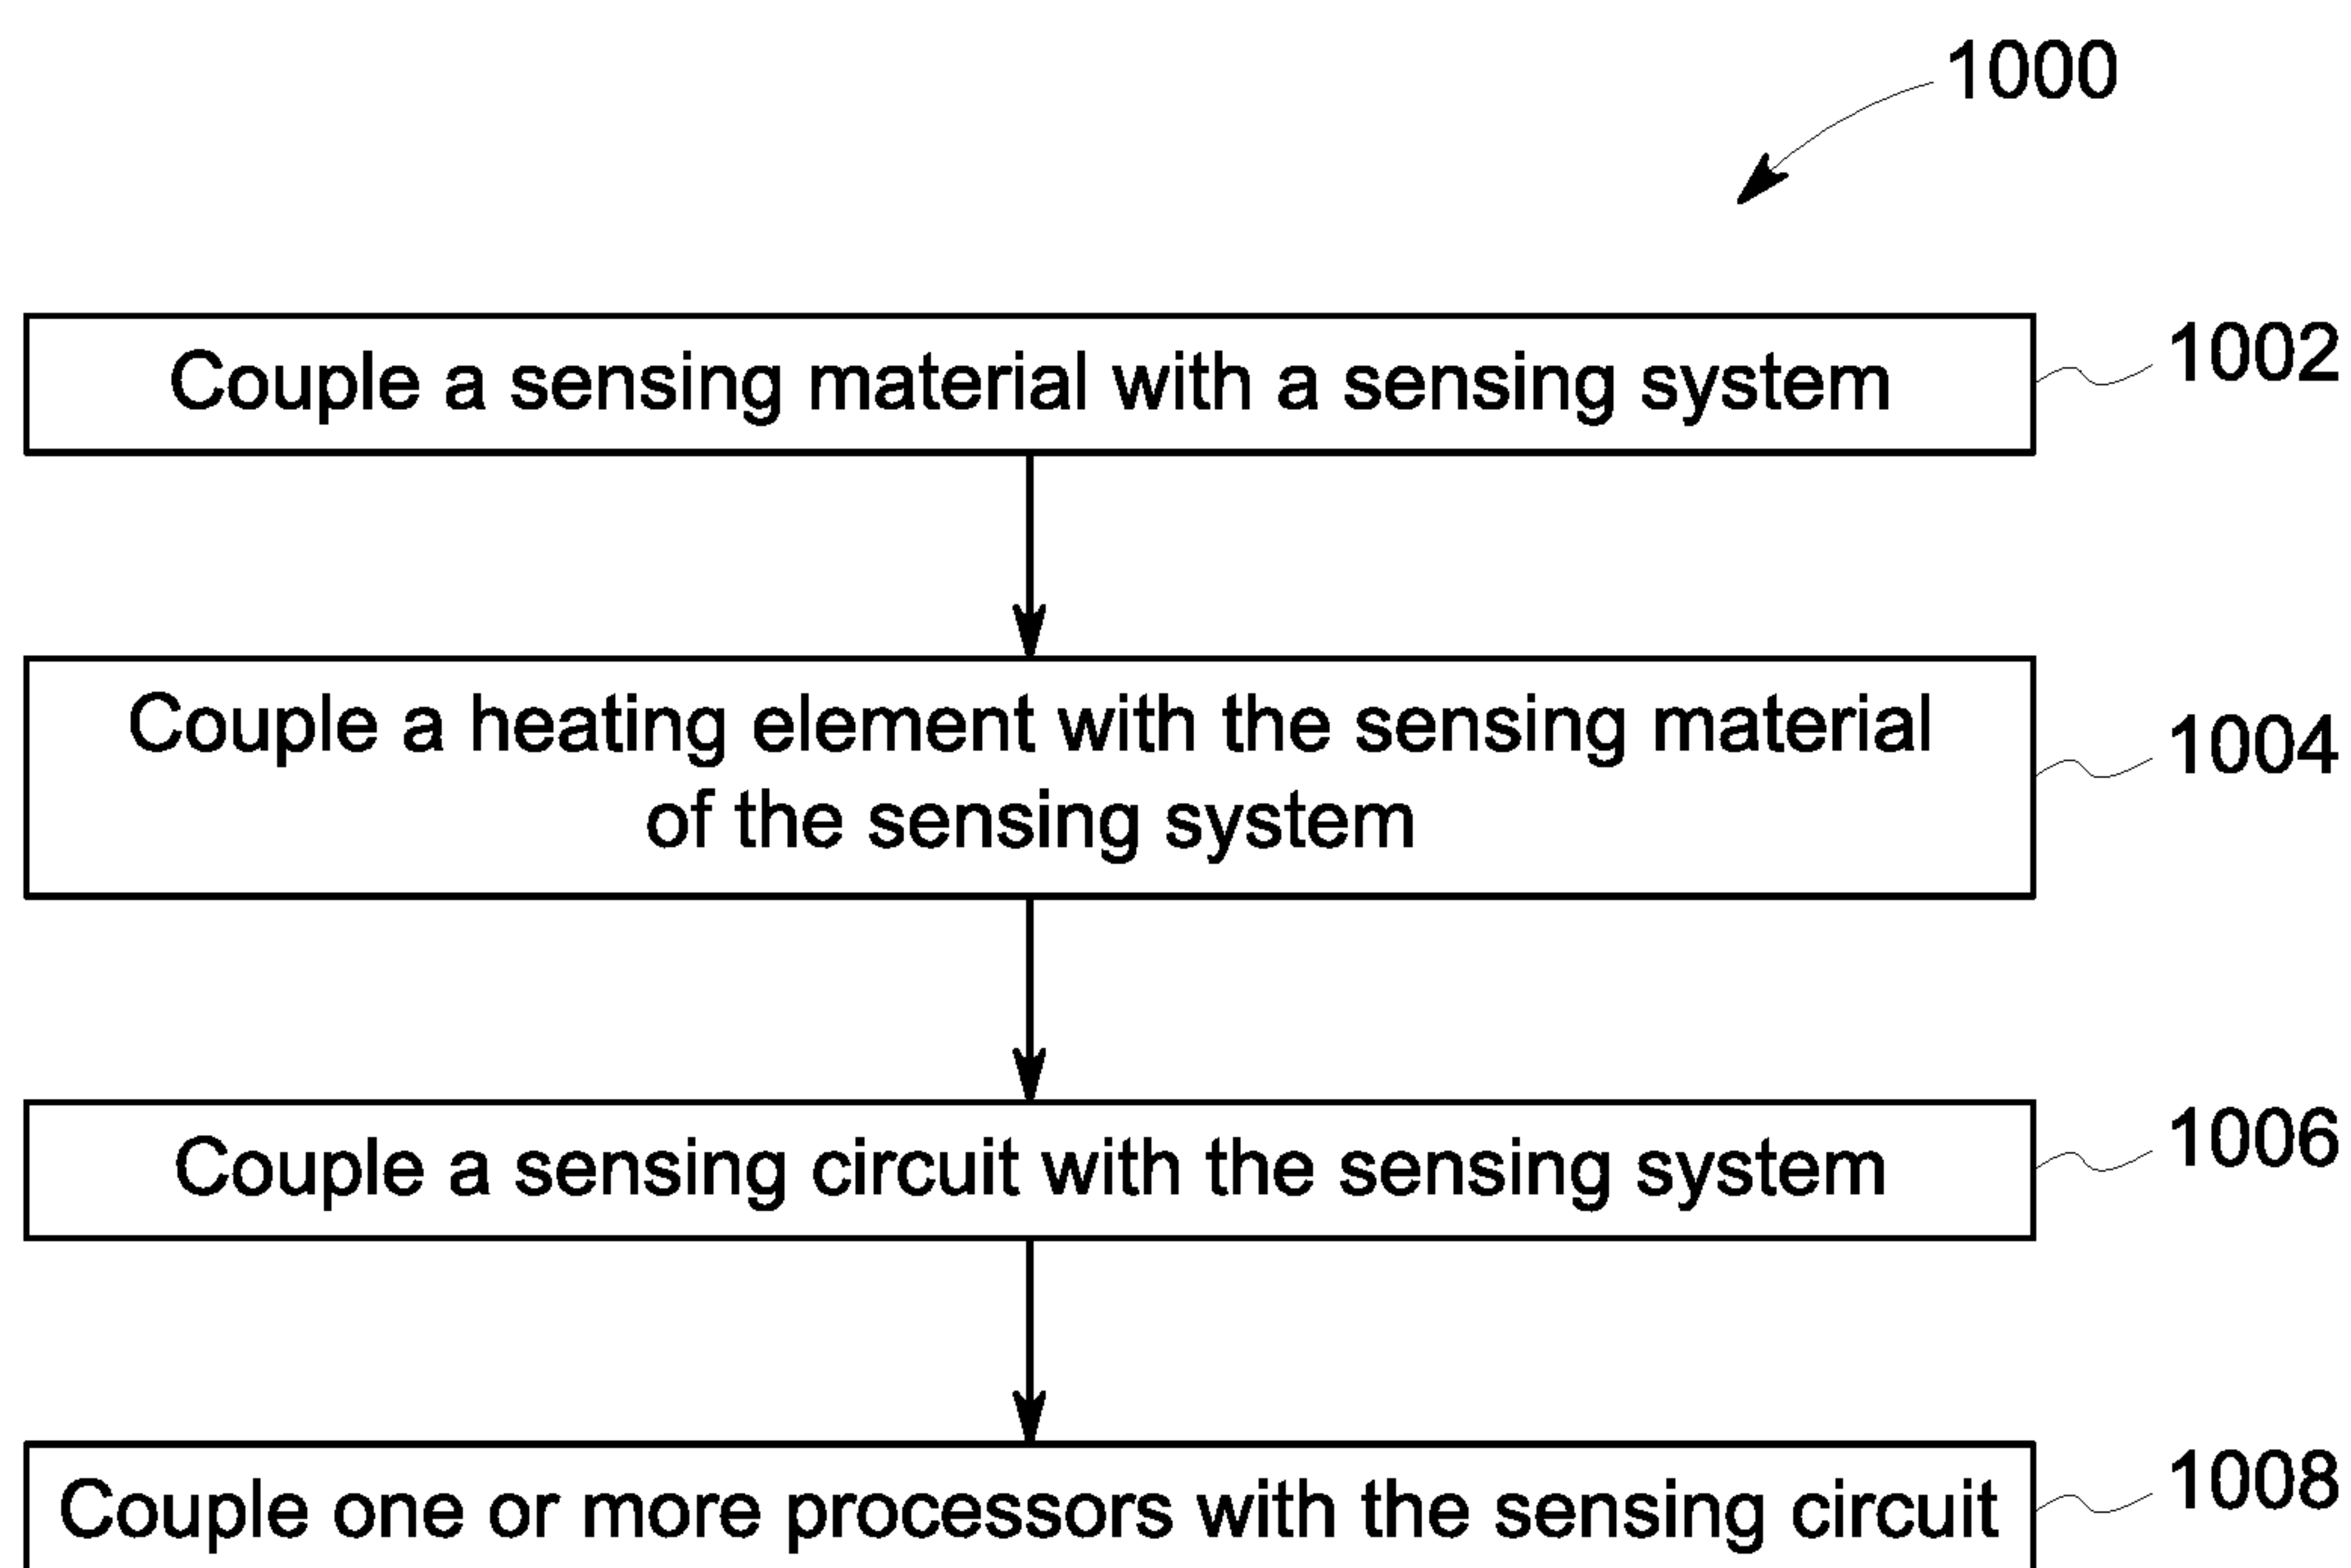 1000
Couple a sensing material with a sensing system
1002
Couple a heating element with the sensing material
of the sensing system
1004
Couple a sensing circuit with the sensing system
1006
Couple one or more processors with the sensing circuit
1008